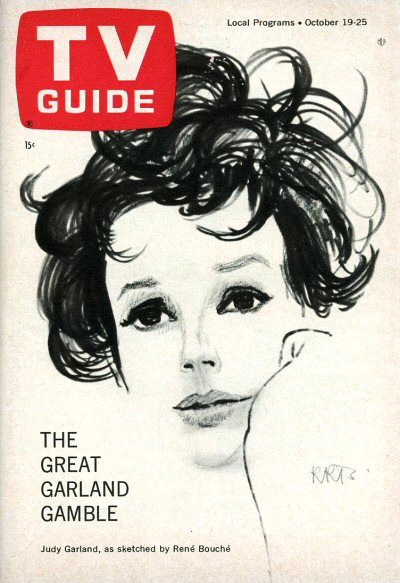 TV
GUIDE
®
15¢
Local Programs • October 19-25
THE
GREAT
GARLAND
GAMBLE
Judy Garland, as sketched by René Bouché